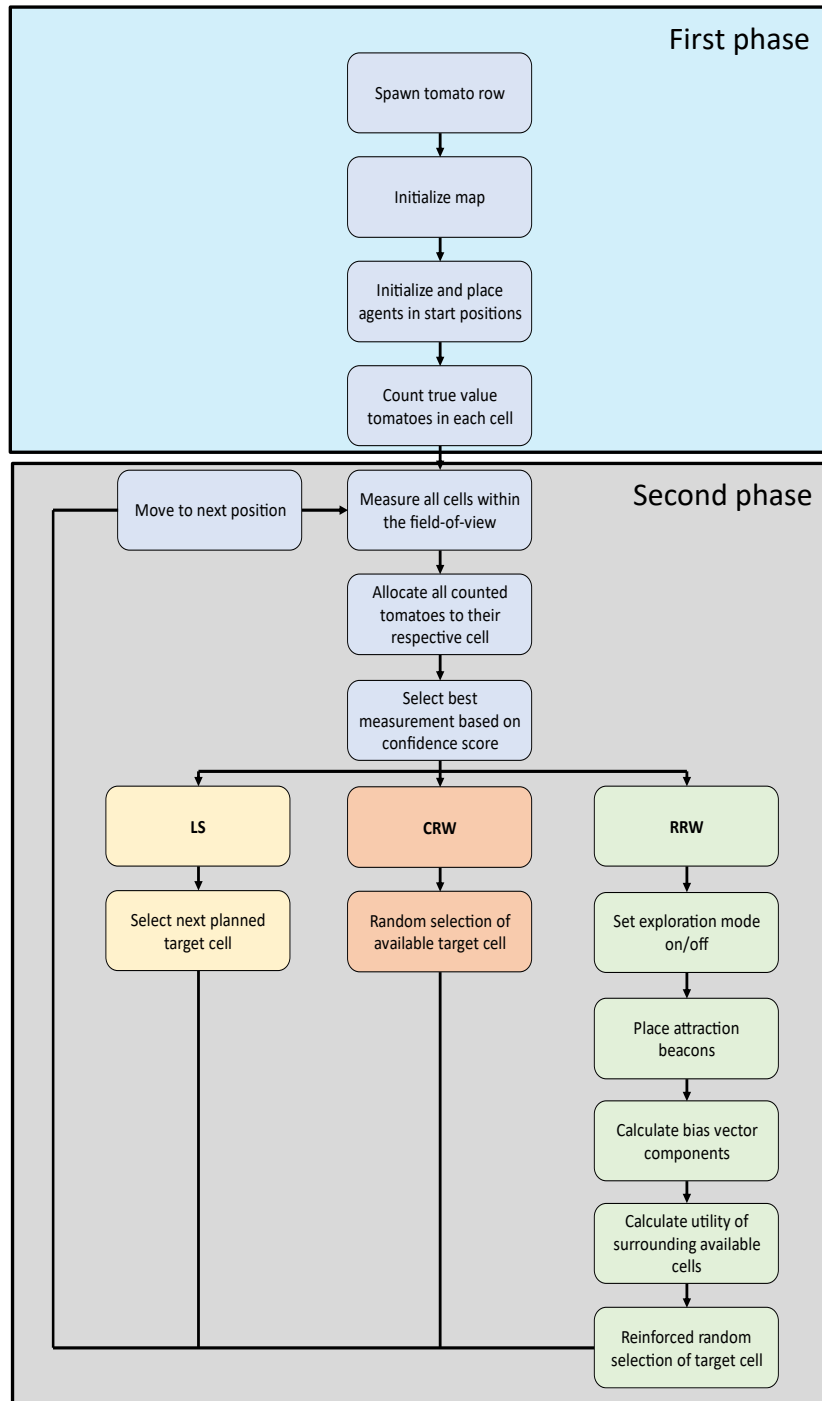 First phase
Spawn tomato row
Initialize map
Initialize and place
agents in start positions
Count true value
tomatoes in each cell
Second phase
Move to next position
Measure all cells within
the field-of-view
Allocate all counted
tomatoes to their
respective cell
Select best
measurement based on
confidence score
LS
CRW
RRW
Select next planned
target cell
Random selection of
available target cell
Set exploration mode
on/off
Place attraction
beacons
Calculate bias vector
components
Calculate utility of
surrounding available
cells
Reinforced random
selection of target cell